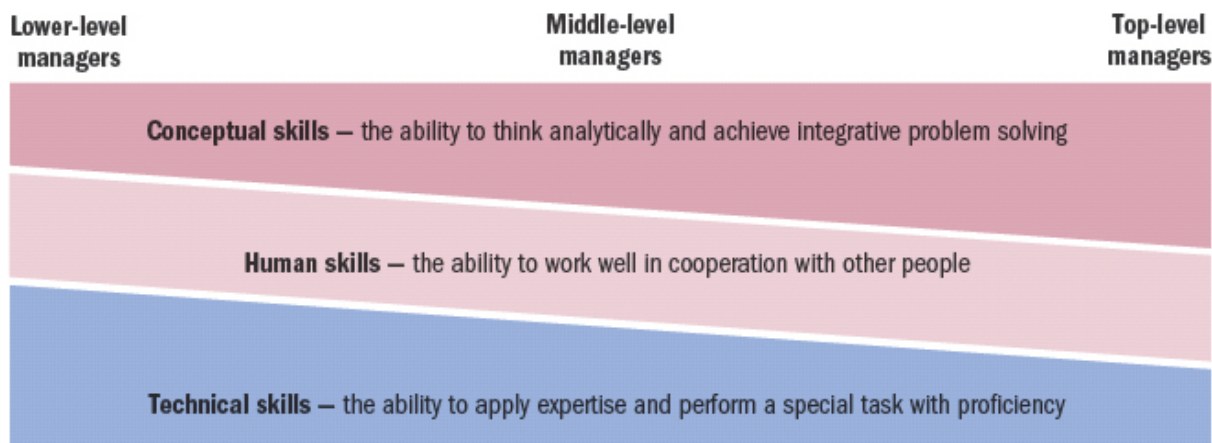 Lower-level
managers
Middle-level
managers
Top-level
managers
Conceptual skills — the ability to think analytically and achieve integrative problem solving
Human skills — the ability to work well in cooperation with other people
Technical skills — the ability to apply expertise and perform a special task with proficiency